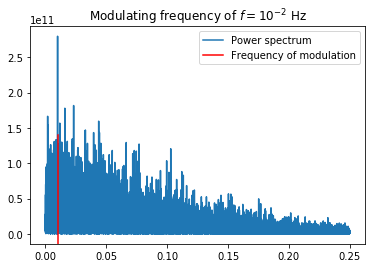 Modulating frequency of f = 10⁻² Hz
1e11
Power spectrum
Frequency of modulation
2.5
2.0
1.5
1.0
0.5
0.0
0.00 0.05 0.10 0.15 0.20 0.25